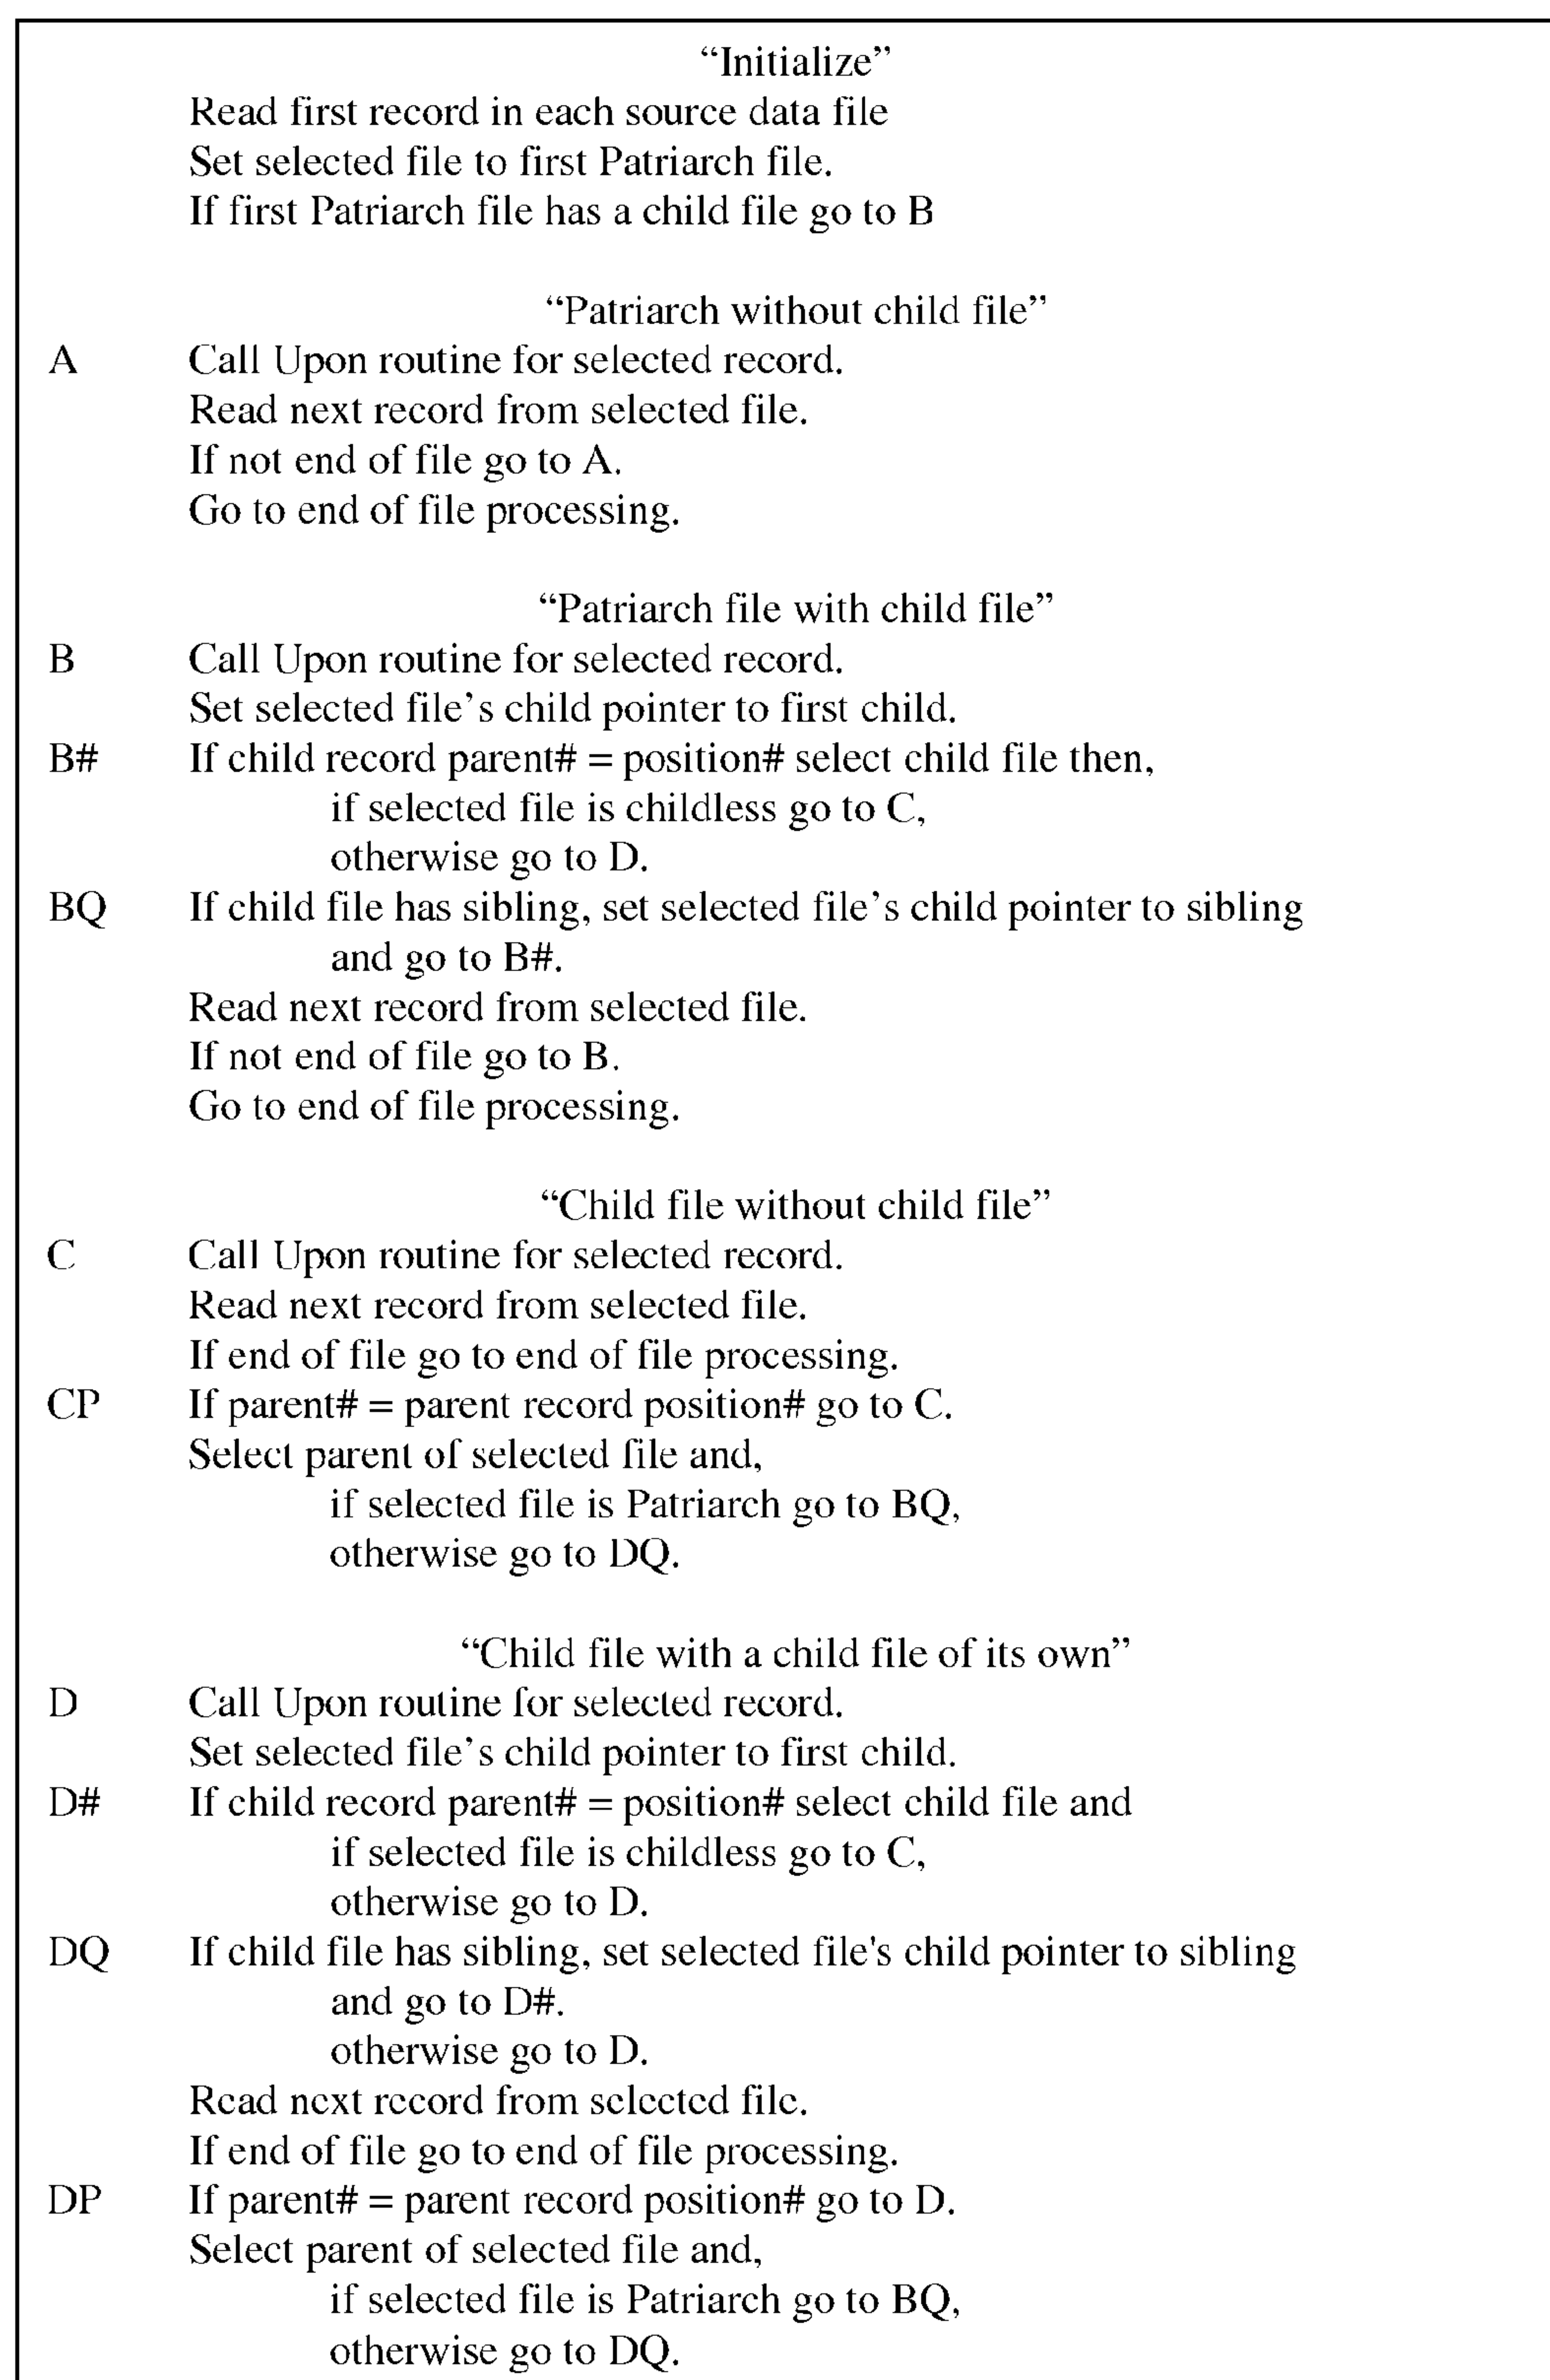 “Initialize”
Read first record in each source data file
Set selected file to first Patriarch file.
If first Patriarch file has a child file go to B
“Patriarch without child file”
A Call Upon routine for selected record.
Read next record from selected file.
If not end of file go to A.
Go to end of file processing.
“Patriarch file with child file”
B Call Upon routine for selected record.
Set selected file’s child pointer to first child.
B# If child record parent# = position# select child file then,
if selected file is childless go to C,
otherwise go to D.
BQ If child file has sibling, set selected file’s child pointer to sibling
and go to B#.
Read next record from selected file.
If not end of file go to B.
Go to end of file processing.
“Child file without child file”
C Call Upon routine for selected record.
Read next record from selected file.
If end of file go to end of file processing.
CP If parent# = parent record position# go to C.
Select parent of selected file and,
if selected file is Patriarch go to BQ,
otherwise go to DQ.
“Child file with a child file of its own”
D Call Upon routine for selected record.
Set selected file’s child pointer to first child.
D# If child record parent# = position# select child file and
if selected file is childless go to C,
otherwise go to D.
DQ If child file has sibling, set selected file's child pointer to sibling
and go to D#.
otherwise go to D.
Read next record from selected file.
If end of file go to end of file processing.
DP If parent# = parent record position# go to D.
Select parent of selected file and,
if selected file is Patriarch go to BQ,
otherwise go to DQ.